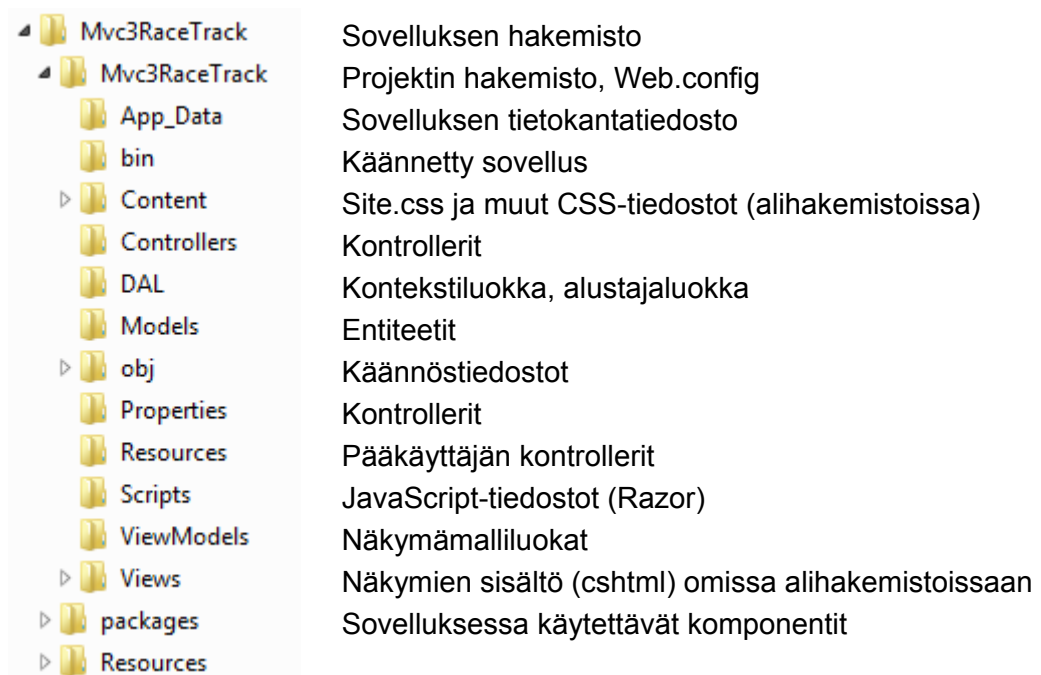 Mvc3RaceTrack Sovelluksen hakemisto
Mvc3RaceTrack Projektin hakemisto, Web.config
App_Data Sovelluksen tietokantatiedosto
bin Käännetty sovellus
Content Site.css ja muut CSS-tiedostot (alihakemistoissa)
Controllers Kontrollerit
DAL Kontekstiluokka, alustajaluokka
Models Entiteetit
obj Käännöstiedostot
Properties Kontrollerit
Resources Pääkäyttäjän kontrollerit
Scripts JavaScript-tiedostot (Razor)
ViewModels Näkymämalliluokat
Views Näkymien sisältö (cshtml) omissa alihakemistoissaan
packages Sovelluksessa käytettävät komponentit
Resources